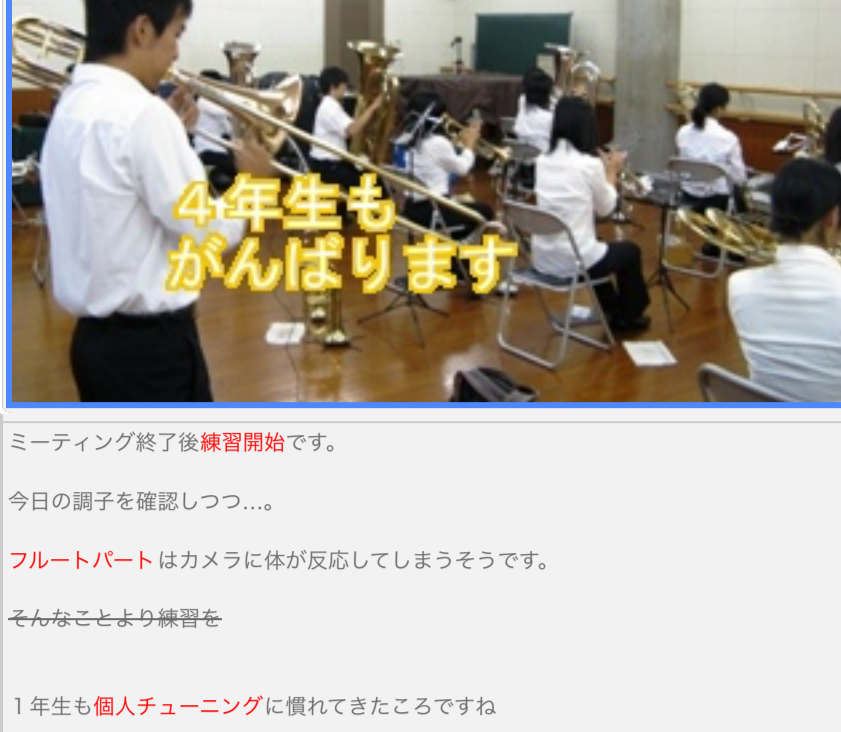 4年生も
がんばります
ミーティング終了後練習開始です。
今日の調子を確認しつつ…。
フルートパートはカメラに体が反応してしまうそうです。
そんなことより練習を
１年生も個人チューニングに慣れてきたころですね